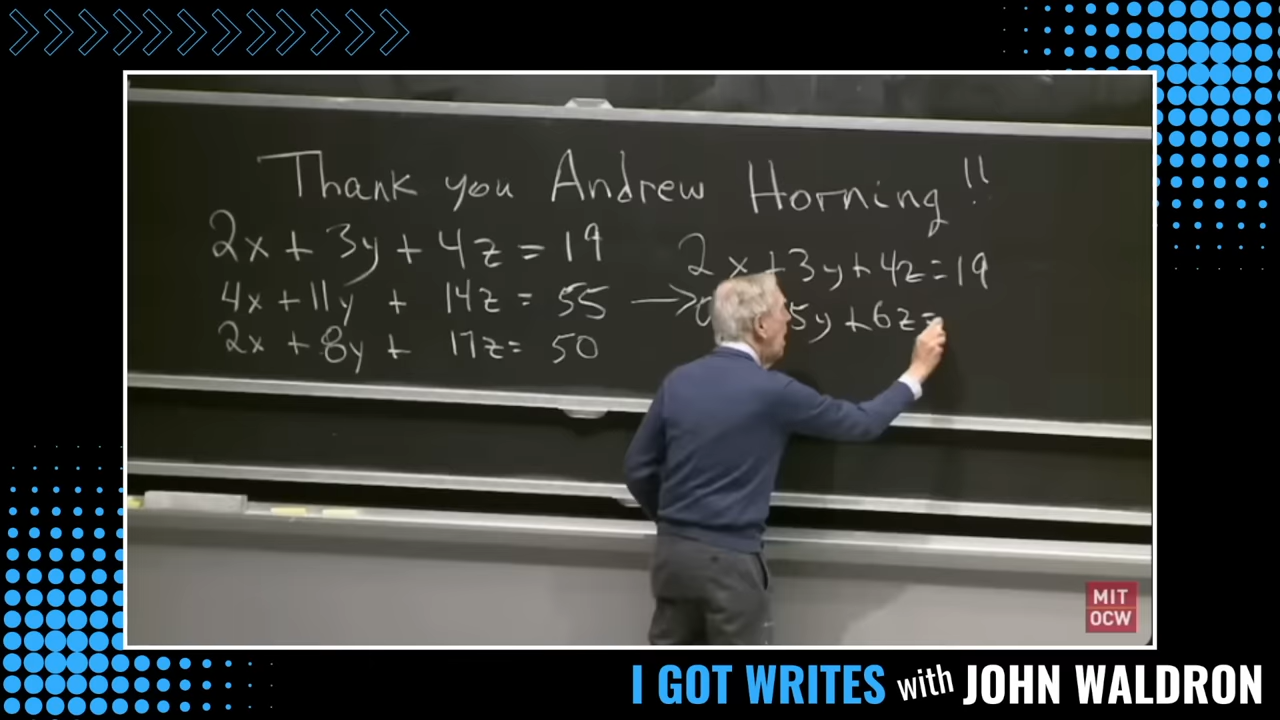 Thank you Andrew Horning!!
2x + 3y + 4z = 19
4x + 11y + 14z = 55 →
2x + 8y + 17z = 50
2x + 3y + 4z = 19
5y + 6z =
MIT
OCW
I GOT WRITES with JOHN WALDRON